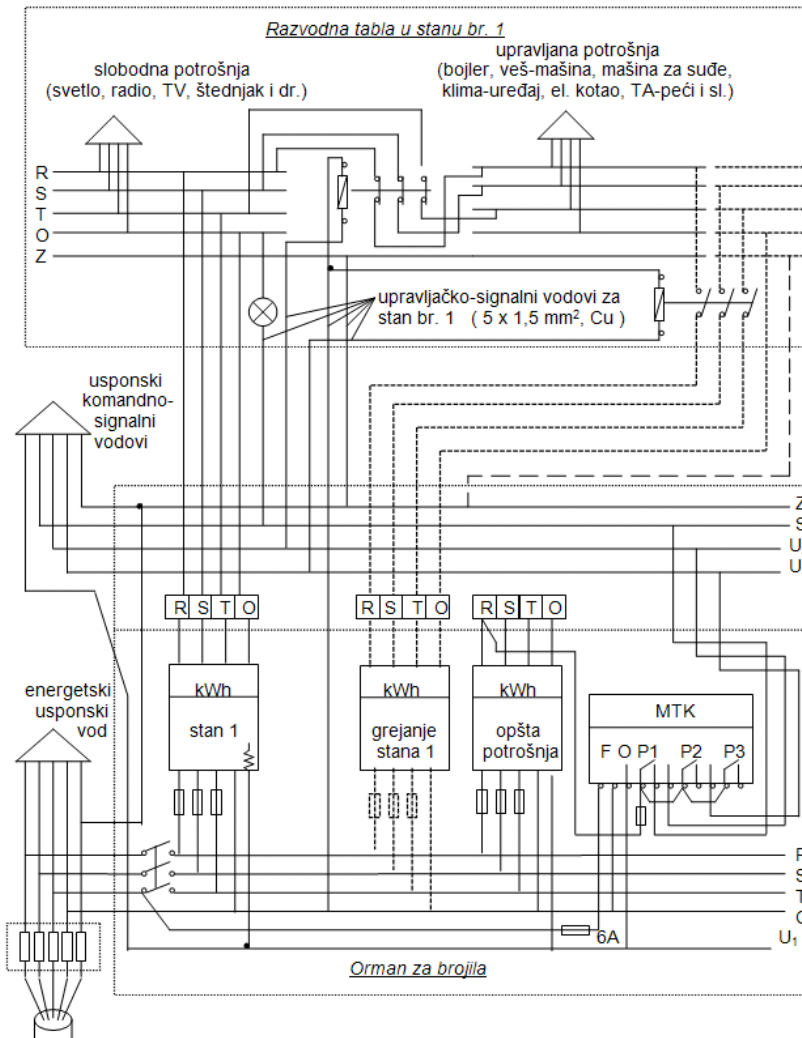 Razvodna tabla u stanu br. 1
slobodna potrošnja
(svetlo, radio, TV, štednjak i dr.)
upravljana potrošnja
(bojler, veš-mašina, mašina za suđe,
klima-uređaj, el. kotao, TA-peći i sl.)
R
S
T
O
Z
upravljačko-signalni vodovi za
stan br. 1 ( 5 x 1,5 mm², Cu )
usponski
komandno-
signalni
vodovi
Z
S
U
U
R S T O
R S T O
R S T O
energetski
usponski
vod
kWh
stan 1
kWh
grejanje
stana 1
kWh
opšta
potrošnja
MTK
F O P1 P2 P3
R
S
T
O
6A
U₁
Orman za brojila